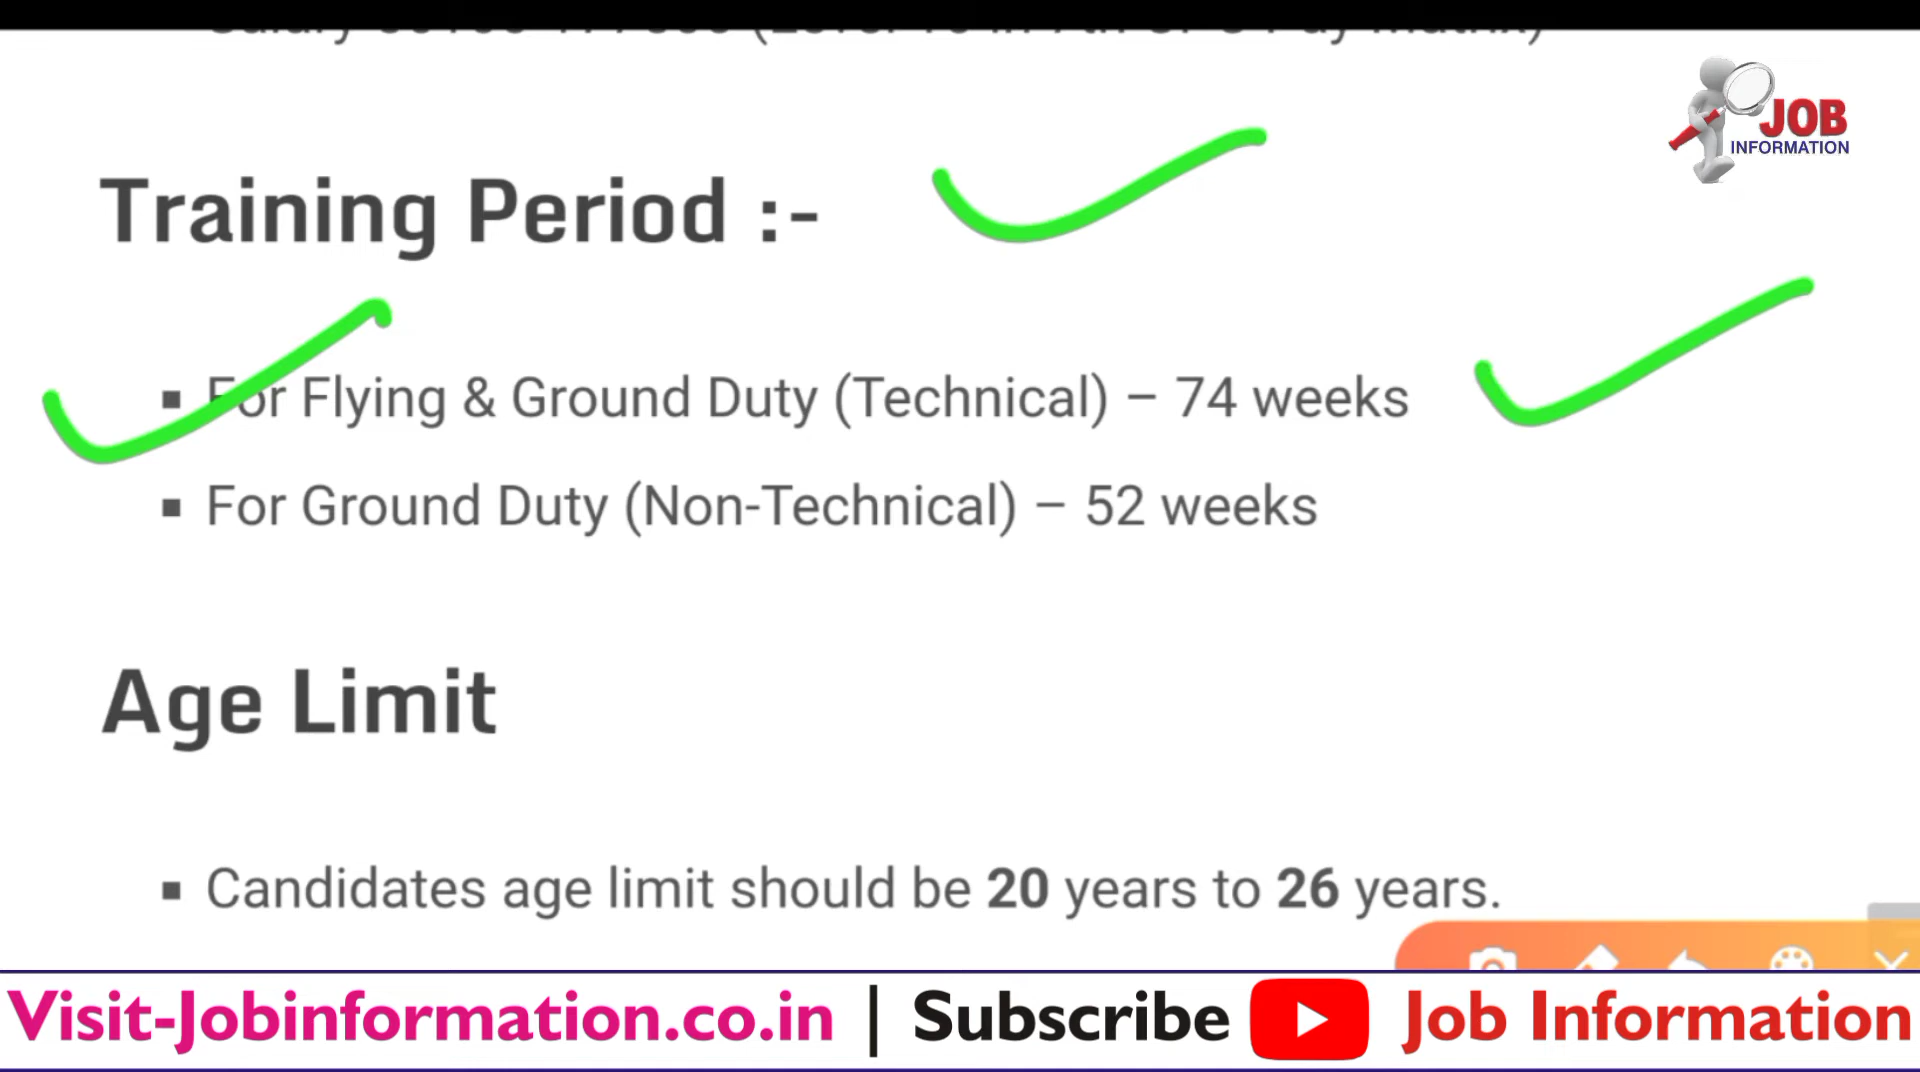 JOB
INFORMATION
Training Period :-
▪ For Flying & Ground Duty (Technical) – 74 weeks
▪ For Ground Duty (Non-Technical) – 52 weeks
Age Limit
▪ Candidates age limit should be 20 years to 26 years.
Visit-Jobinformation.co.in | Subscribe Job Information